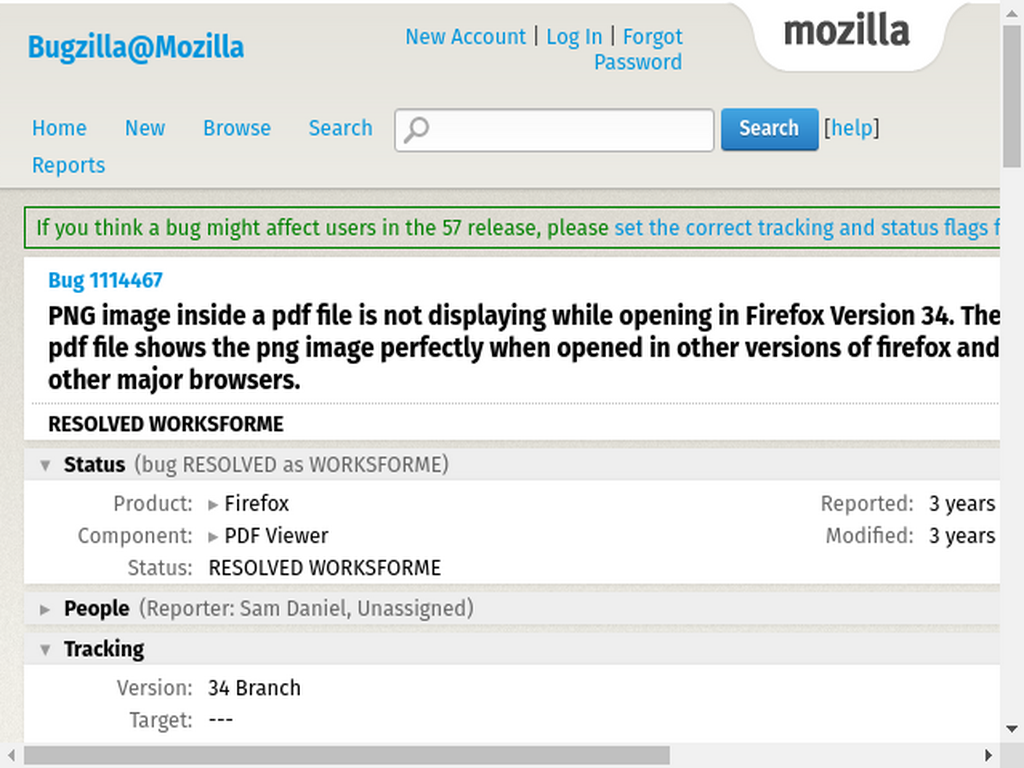 Bugzilla@Mozilla
New Account | Log In | Forgot
Password
mozilla
Home New Browse Search Search [help]
Reports
If you think a bug might affect users in the 57 release, please set the correct tracking and status flags f
Bug 1114467
PNG image inside a pdf file is not displaying while opening in Firefox Version 34. The
pdf file shows the png image perfectly when opened in other versions of firefox and
other major browsers.
RESOLVED WORKSFORME
▾ Status (bug RESOLVED as WORKSFORME)
Product: ▸ Firefox Reported: 3 years
Component: ▸ PDF Viewer Modified: 3 years
Status: RESOLVED WORKSFORME
▸ People (Reporter: Sam Daniel, Unassigned)
▾ Tracking
Version: 34 Branch
Target: ---